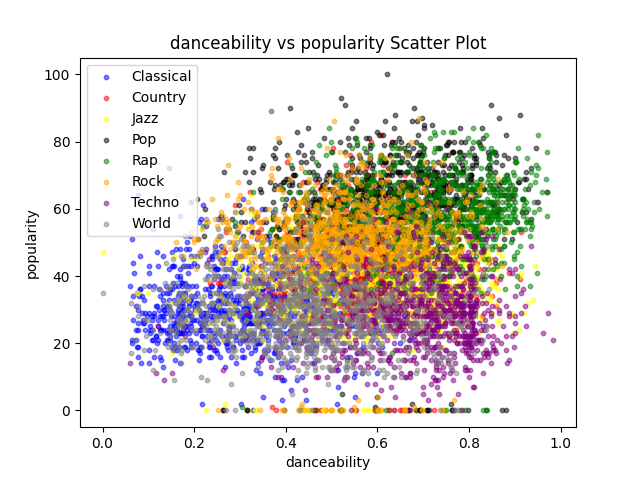 danceability vs popularity Scatter Plot
popularity
100
80
60
40
20
0
Classical
Country
Jazz
Pop
Rap
Rock
Techno
World
0.0 0.2 0.4 0.6 0.8 1.0
danceability